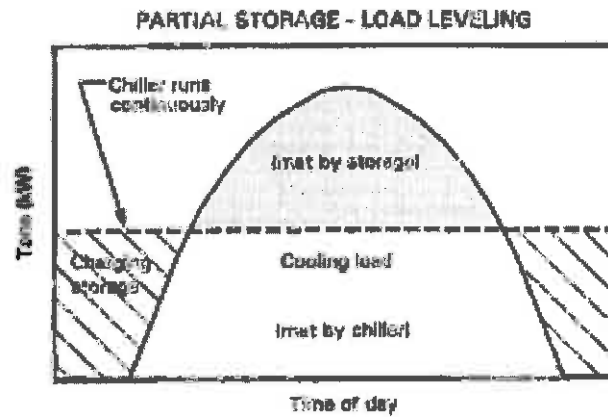 PARTIAL STORAGE - LOAD LEVELING
Chiller runs
continuously
(met by storage)
Tons (kW)
Charging
storage
Cooling load
(met by chiller)
Time of day